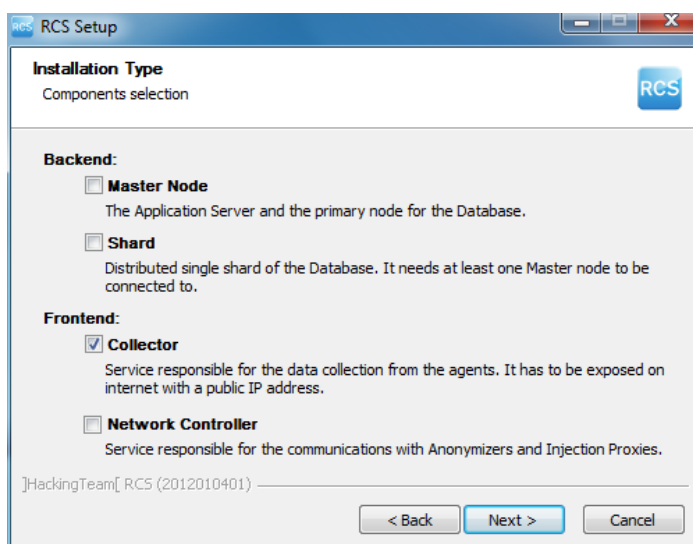 RCS RCS Setup
Installation Type
Components selection
RCS
Backend:
Master Node
The Application Server and the primary node for the Database.
Shard
Distributed single shard of the Database. It needs at least one Master node to be
connected to.
Frontend:
Collector
Service responsible for the data collection from the agents. It has to be exposed on
internet with a public IP address.
Network Controller
Service responsible for the communications with Anonymizers and Injection Proxies.
]HackingTeam[ RCS (2012010401)
< Back Next > Cancel